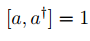 [a, a†] = 1